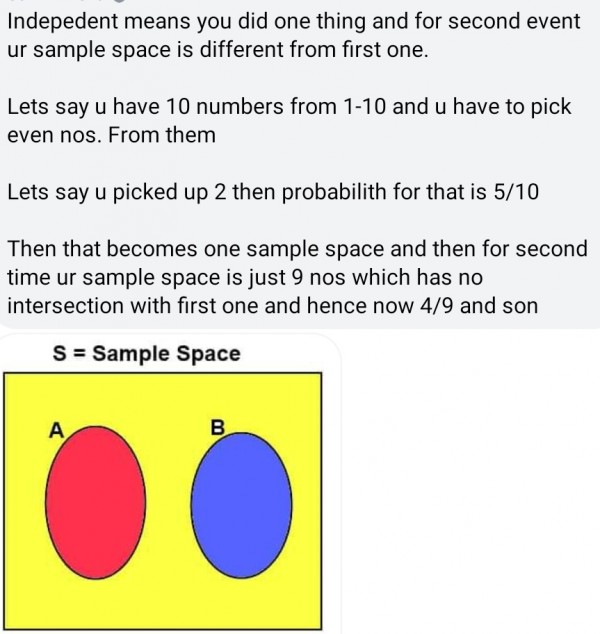 Indepedent means you did one thing and for second event
ur sample space is different from first one.
Lets say u have 10 numbers from 1-10 and u have to pick
even nos. From them
Lets say u picked up 2 then probabilith for that is 5/10
Then that becomes one sample space and then for second
time ur sample space is just 9 nos which has no
intersection with first one and hence now 4/9 and son
S = Sample Space
A
B